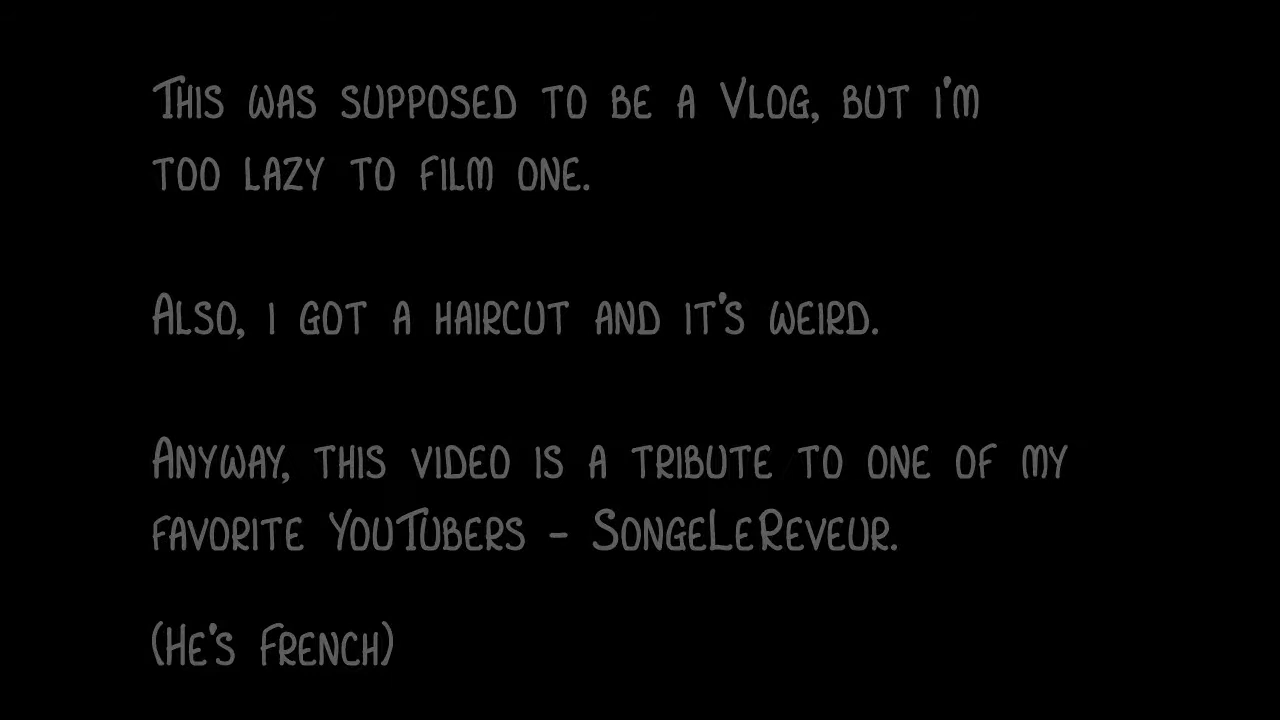 This was supposed to be a Vlog, but i'm
too lazy to film one.
Also, i got a haircut and it's weird.
Anyway, this video is a tribute to one of my
favorite YouTubers - SongeLeReveur.
(He's French)